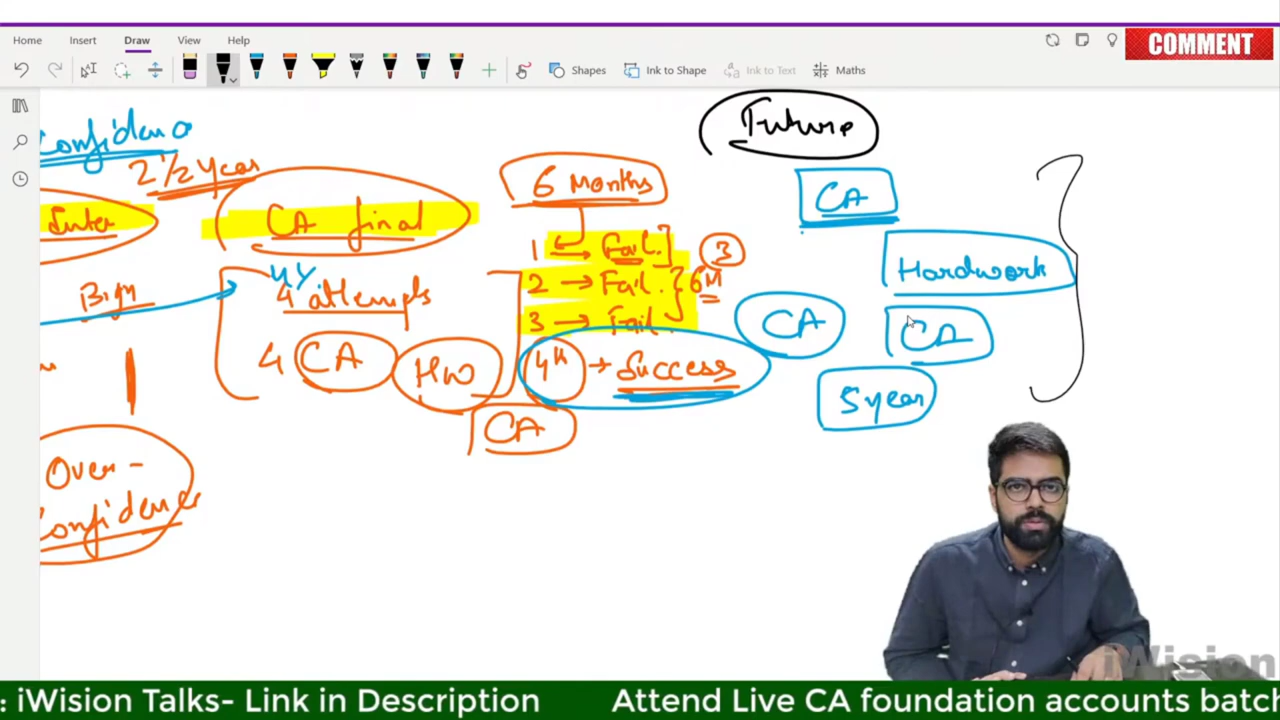 Home Insert Draw View Help
COMMENT
Shapes Ink to Shape Ink to Text Maths
Confidence
2 1/2 Year
Inter
CA final
Big
4Y
4 attempts
4 CA HW
CA
Over-
Confidence
6 Months
1 Fail.
2 → Fail. 6M 3
3 → Fail
4th → Success
CA
Future
CA
Hardwork
CA
5 year
iWision
: iWision Talks- Link in Description Attend Live CA foundation accounts batch